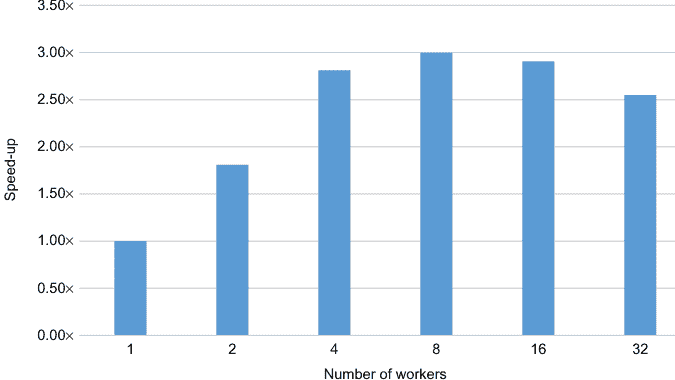 3.50×
3.00×
2.50×
2.00×
1.50×
1.00×
0.50×
0.00×
Speed-up
1 2 4 8 16 32
Number of workers